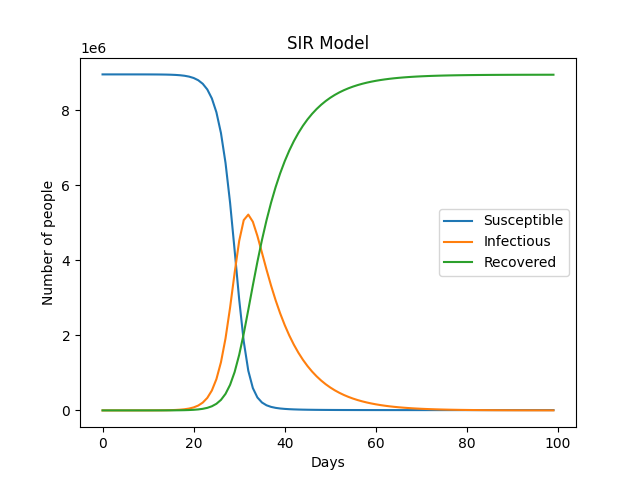 SIR Model
1e6
8
6
4
2
0
Number of people
Susceptible
Infectious
Recovered
0 20 40 60 80 100
Days